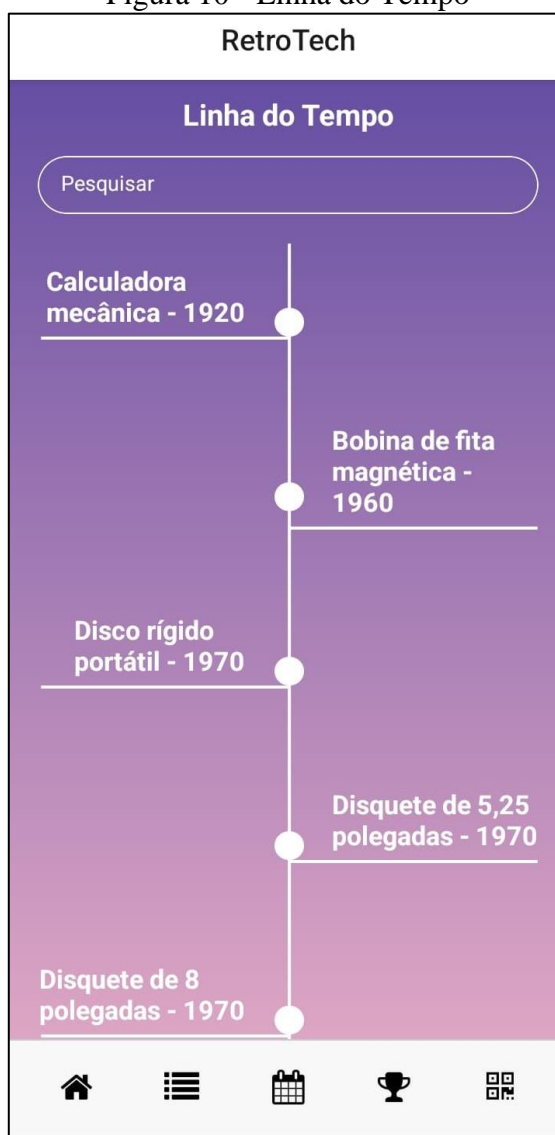 Figura 16 - Linha do Tempo
RetroTech
Linha do Tempo
Pesquisar
Calculadora
mecânica - 1920
Bobina de fita
magnética -
1960
Disco rígido
portátil - 1970
Disquete de 5,25
polegadas - 1970
Disquete de 8
polegadas - 1970